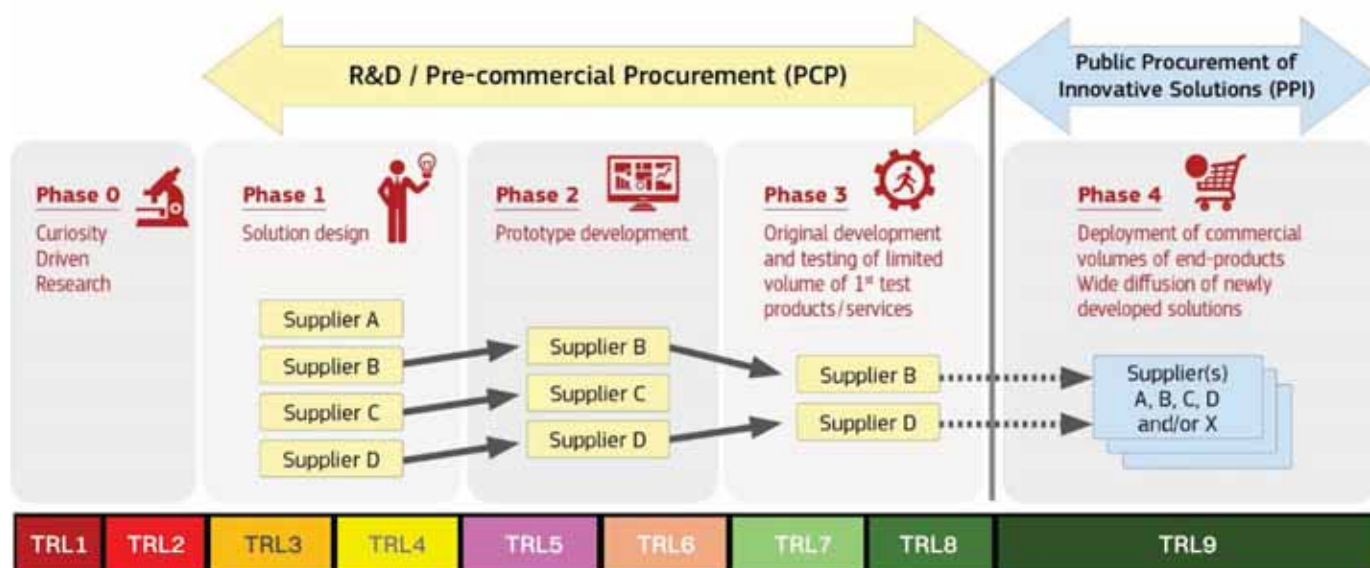 R&D / Pre-commercial Procurement (PCP)
Public Procurement of
Innovative Solutions (PPI)
Phase 0
Curiosity
Driven
Research
Phase 1
Solution design
Supplier A
Supplier B
Supplier C
Supplier D
Phase 2
Prototype development
Supplier B
Supplier C
Supplier D
Phase 3
Original development
and testing of limited
volume of 1st test
products/services
Supplier B
Supplier D
Phase 4
Deployment of commercial
volumes of end-products
Wide diffusion of newly
developed solutions
Supplier(s)
A, B, C, D
and/or X
TRL1 TRL2 TRL3 TRL4 TRL5 TRL6 TRL7 TRL8 TRL9